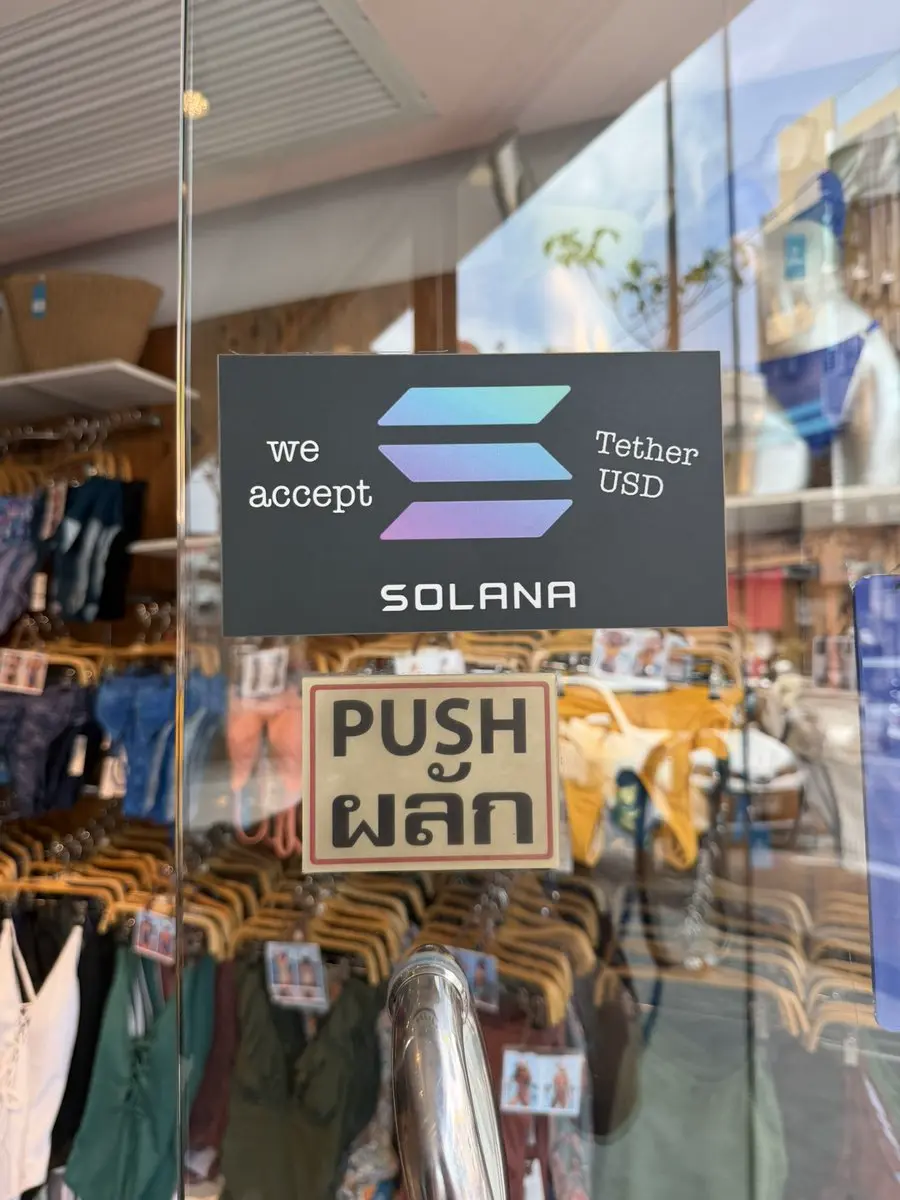 we
accept
Tether
USD
SOLANA
PUSH
ผลัก